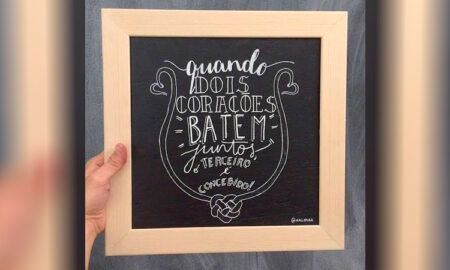 quando
DOIS
CORAÇÕES
BATEM
juntos,
O TERCEIRO
É
CONCEBIDO!